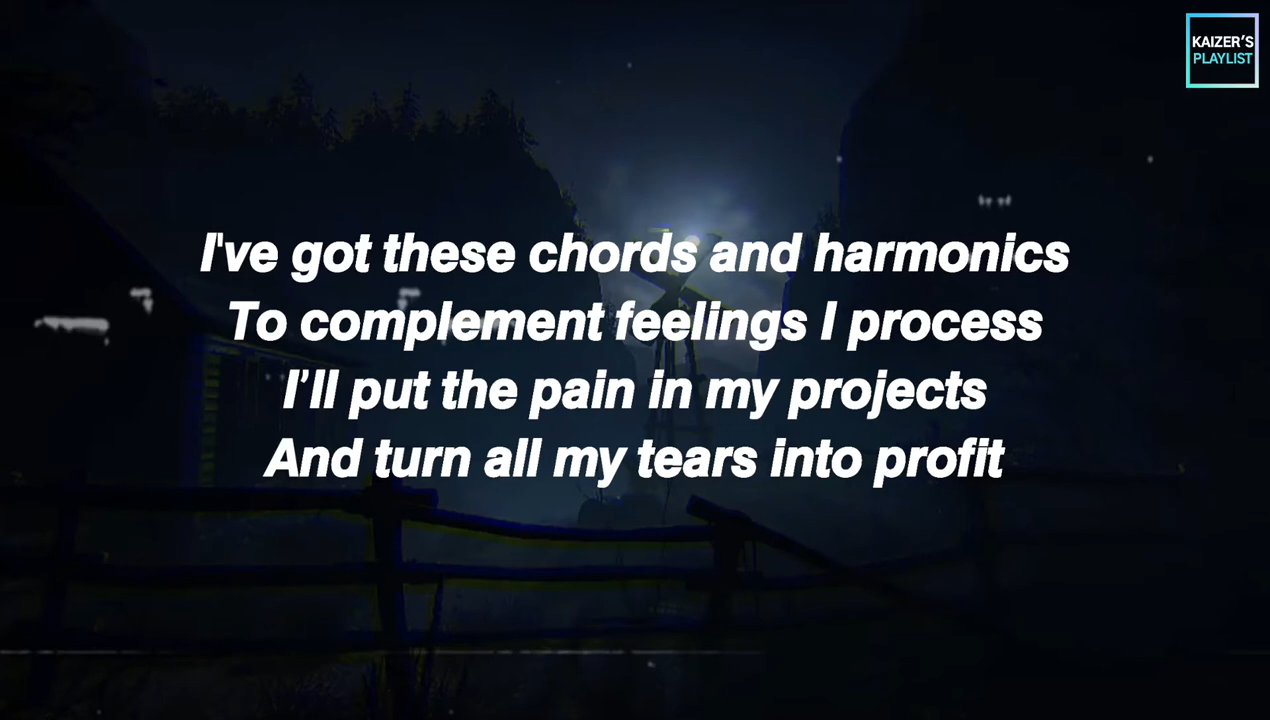 KAIZER'S
PLAYLIST
I've got these chords and harmonics
To complement feelings I process
I’ll put the pain in my projects
And turn all my tears into profit